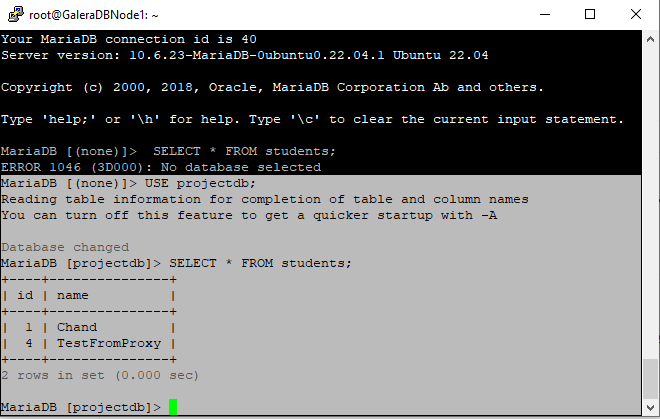 root@GaleraDBNode1: ~
Your MariaDB connection id is 40
Server version: 10.6.23-MariaDB-0ubuntu0.22.04.1 Ubuntu 22.04
Copyright (c) 2000, 2018, Oracle, MariaDB Corporation Ab and others.
Type 'help;' or '\h' for help. Type '\c' to clear the current input statement.
MariaDB [(none)]>  SELECT * FROM students;
ERROR 1046 (3D000): No database selected
MariaDB [(none)]> USE projectdb;
Reading table information for completion of table and column names
You can turn off this feature to get a quicker startup with -A
Database changed
MariaDB [projectdb]> SELECT * FROM students;
+----+---------------+
| id | name          |
+----+---------------+
|  1 | Chand         |
|  4 | TestFromProxy |
+----+---------------+
2 rows in set (0.000 sec)
MariaDB [projectdb]>